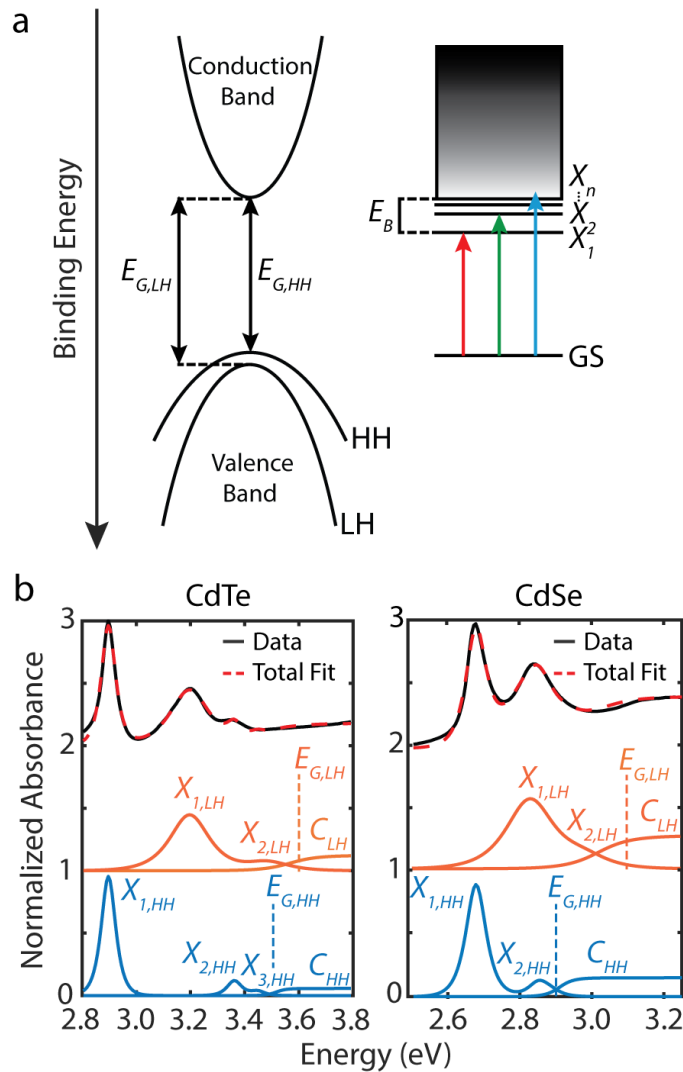 a
Binding Energy
Conduction
Band
E_G,LH
E_G,HH
HH
Valence
Band
LH
E_B
X_n
X_2
X_1
GS
b
CdTe
CdSe
Normalized Absorbance
3
2
1
0
Data
Total Fit
X_1,LH
X_2,LH
E_G,LH
C_LH
X_1,HH
X_2,HH
X_3,HH
E_G,HH
C_HH
2.8 3.0 3.2 3.4 3.6 3.8
3
2
1
0
Data
Total Fit
X_1,LH
X_2,LH
E_G,LH
C_LH
X_1,HH
X_2,HH
E_G,HH
C_HH
2.6 2.8 3.0 3.2
Energy (eV)